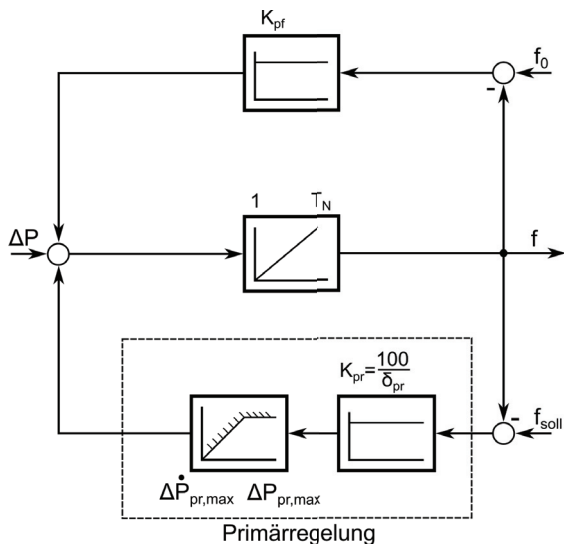 K_pf
f_0
-
1 T_N
ΔP
f
K_pr = 100/δ_pr
-
f_soll
ΔṖ_pr,max ΔP_pr,max
Primärregelung